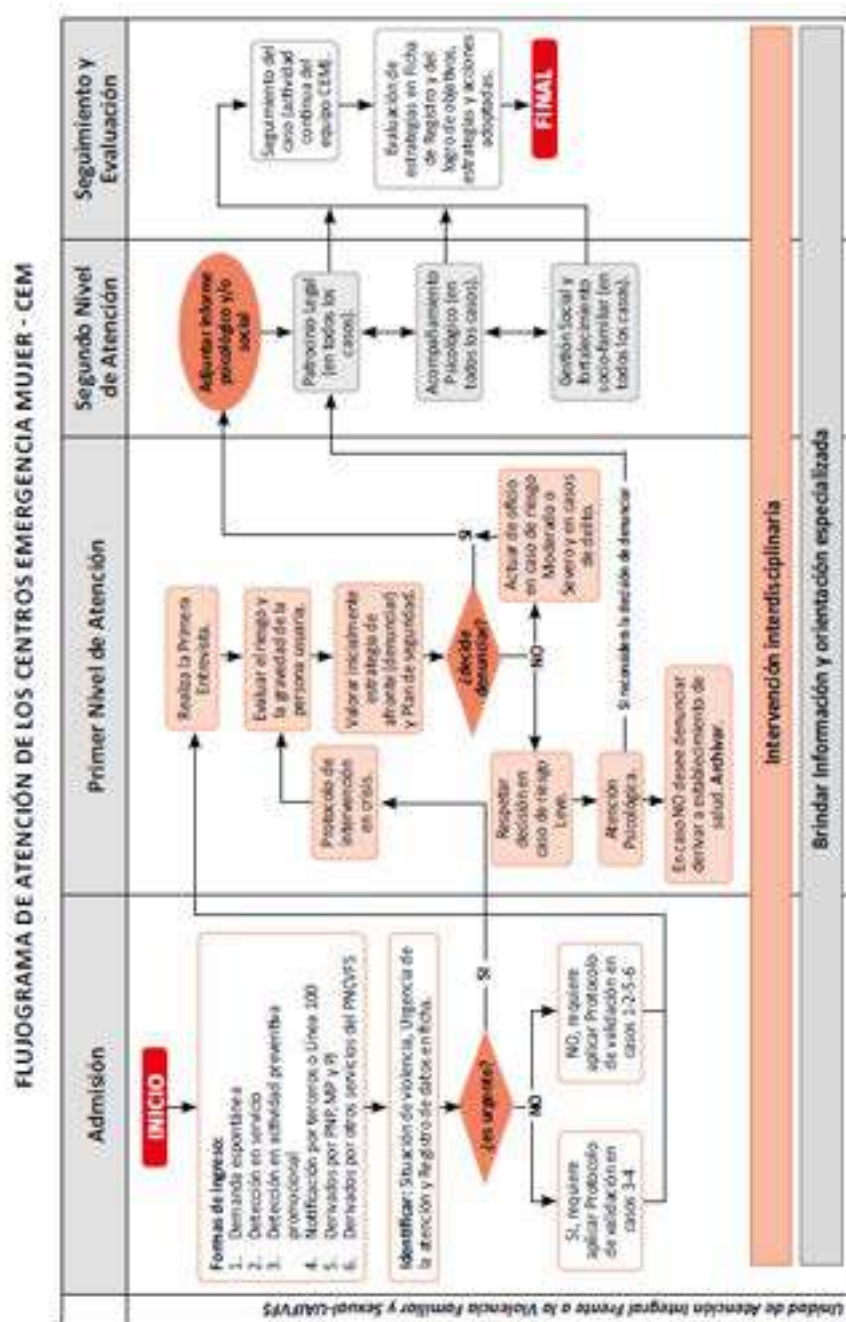 FLUJOGRAMA DE ATENCIÓN DE LOS CENTROS EMERGENCIA MUJER - CEM
Admisión
Primer Nivel de Atención
Segundo Nivel
de Atención
Seguimiento y
Evaluación
Unidad de Atención Integral Frente a la Violencia Familiar y Sexual-UAIFVFS
INICIO
Formas de Ingreso:
1. Demanda espontánea
2. Detección en servicio
3. Detección en actividad preventiva
promocional
4. Notificación por terceros o Línea 100
5. Derivados por PNP, MP y PJ
6. Derivados por otros servicios del PNCVFS
Identificar: Situación de violencia, Urgencia de
la atención y Registro de datos en ficha.
¿es urgente?
SI
NO
SI, requiere
aplicar Protocolo
de validación en
casos 3-4
NO, requiere
aplicar Protocolo
de validación en
casos 1-2-5-6
Realiza la Primera
Entrevista.
Protocolo de
intervención
en crisis.
Evaluar el riesgo y
la gravedad de la
persona usuaria.
Valorar inicialmente
estrategia de
afronte (denunciar)
y Plan de seguridad.
¿decide
denunciar?
SI
NO
Respetar
decisión en
caso de riesgo
Leve.
Actuar de oficio
en caso de riesgo
Moderado o
Severo y en casos
de delito.
Atención
Psicológica.
SI reconsidera la decisión de denunciar
En caso NO desee denunciar
derivar a establecimiento de
salud. Archivar.
Adjuntar informe
psicológico y/o
social
Patrocinio Legal
(en todos los
casos).
Acompañamiento
Psicológico (en
todos los casos).
Gestión Social y
fortalecimiento
socio-familiar (en
todos los casos).
Seguimiento del
caso (actividad
continua del
equipo CEM).
Evaluación de
estrategias en Ficha
de Registro y del
logro de objetivos,
estrategias y acciones
adoptadas.
FINAL
Intervención interdisciplinaria
Brindar Información y orientación especializada